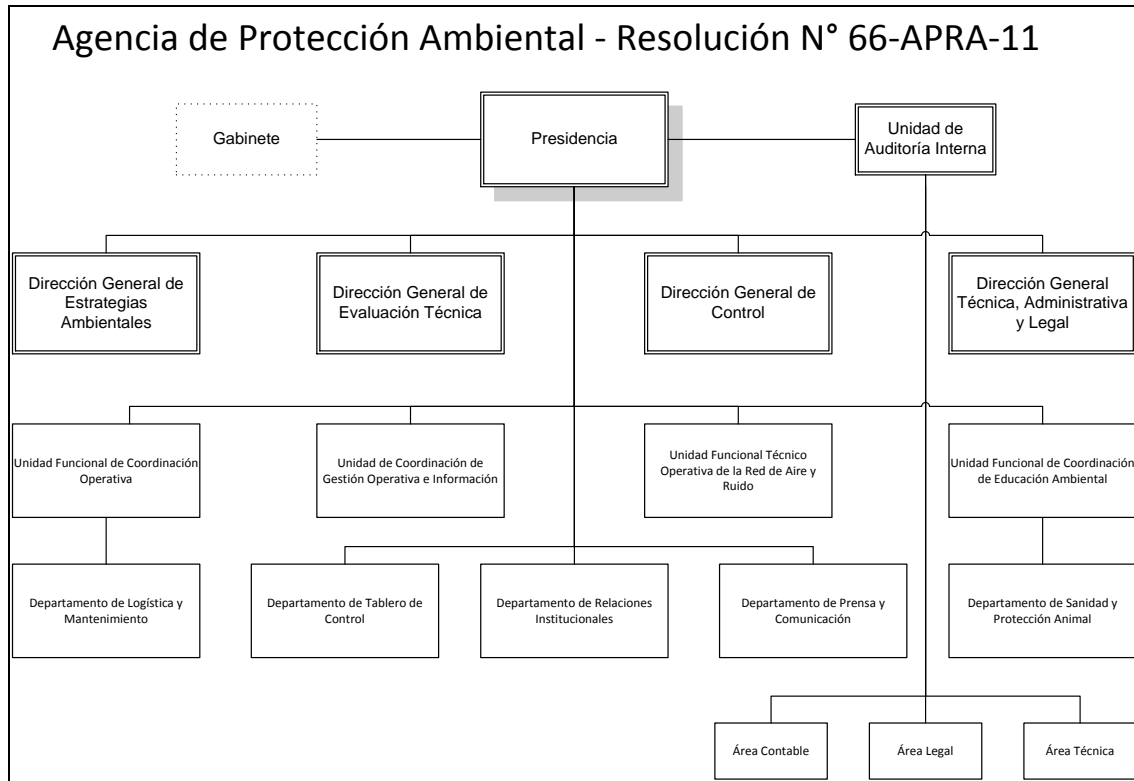 Agencia de Protección Ambiental - Resolución N° 66-APRA-11
Gabinete
Presidencia
Unidad de
Auditoría Interna
Dirección General de
Estrategias
Ambientales
Dirección General de
Evaluación Técnica
Dirección General de
Control
Dirección General
Técnica, Administrativa
y Legal
Unidad Funcional de Coordinación
Operativa
Unidad de Coordinación de
Gestión Operativa e Información
Unidad Funcional Técnico
Operativa de la Red de Aire y
Ruido
Unidad Funcional de Coordinación
de Educación Ambiental
Departamento de Logística y
Mantenimiento
Departamento de Tablero de
Control
Departamento de Relaciones
Institucionales
Departamento de Prensa y
Comunicación
Departamento de Sanidad y
Protección Animal
Área Contable
Área Legal
Área Técnica